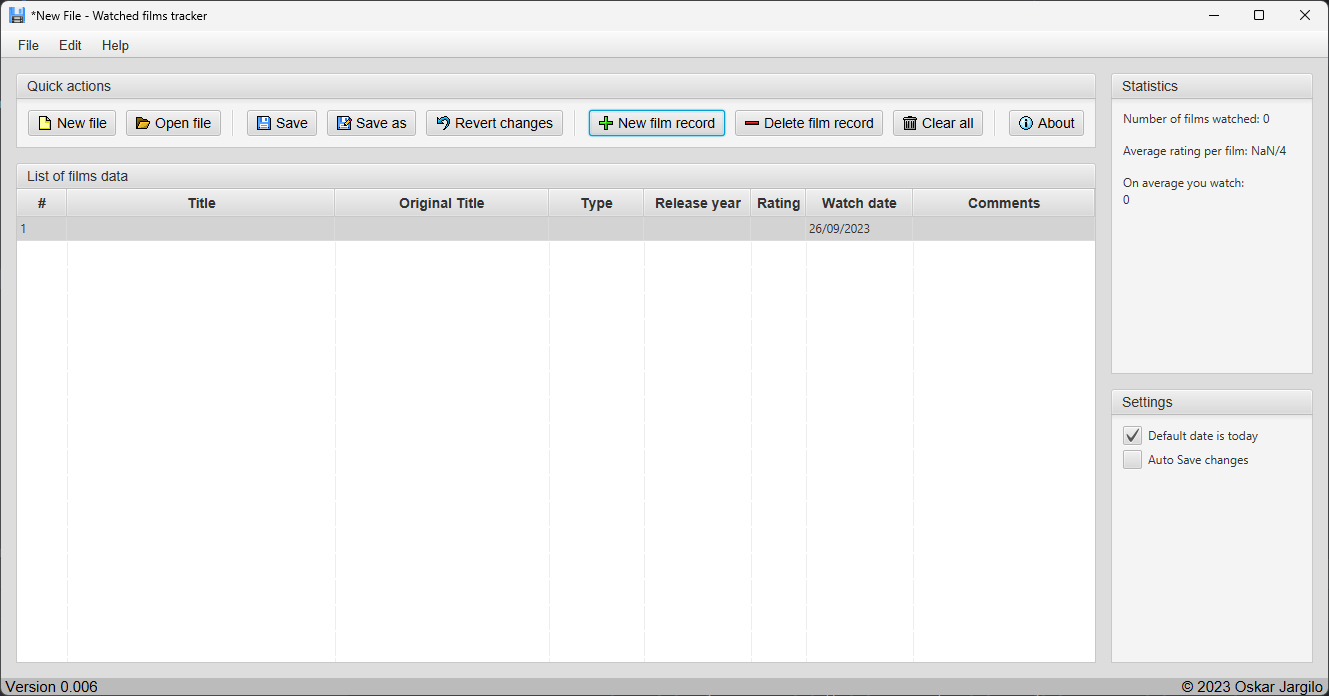 *New File - Watched films tracker
File Edit Help
Quick actions
New file Open file Save Save as Revert changes New film record Delete film record Clear all About
List of films data
# Title Original Title Type Release year Rating Watch date Comments
1 26/09/2023
Statistics
Number of films watched: 0
Average rating per film: NaN/4
On average you watch:
0
Settings
Default date is today
Auto Save changes
Version 0.006
© 2023 Oskar Jargilo